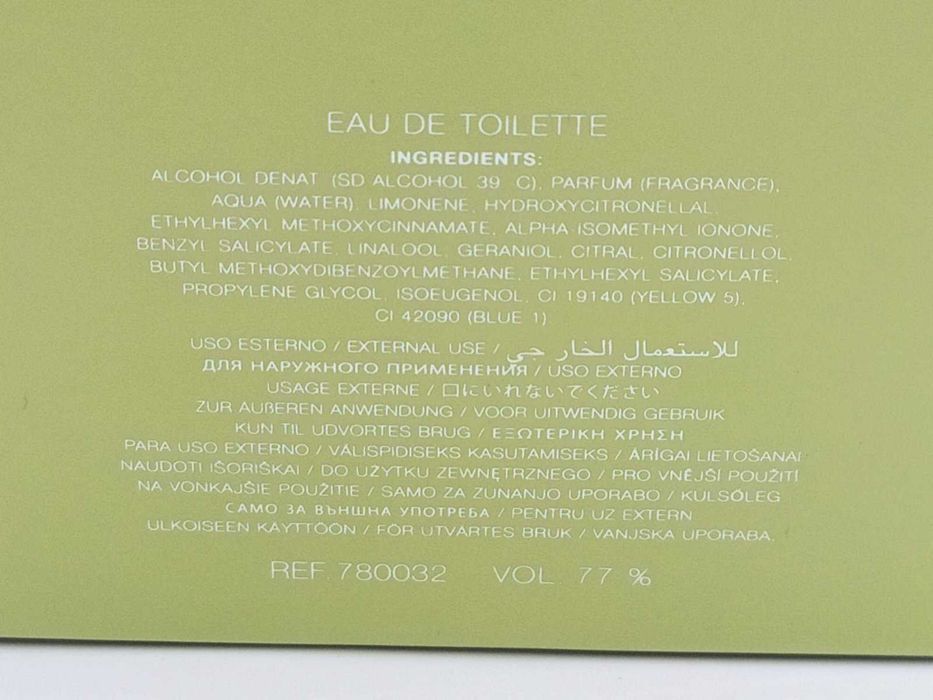 EAU DE TOILETTE
INGREDIENTS:
ALCOHOL DENAT (SD ALCOHOL 39 C), PARFUM (FRAGRANCE),
AQUA (WATER), LIMONENE, HYDROXYCITRONELLAL,
ETHYLHEXYL METHOXYCINNAMATE, ALPHA-ISOMETHYL IONONE,
BENZYL SALICYLATE, LINALOOL, GERANIOL, CITRAL, CITRONELLOL,
BUTYL METHOXYDIBENZOYLMETHANE, ETHYLHEXYL SALICYLATE,
PROPYLENE GLYCOL, ISOEUGENOL, CI 19140 (YELLOW 5),
CI 42090 (BLUE 1)
USO ESTERNO / EXTERNAL USE / للاستعمال الخار جي
ДЛЯ НАРУЖНОГО ПРИМЕНЕНИЯ / USO EXTERNO
USAGE EXTERNE / 口にいれないでください
ZUR AUßEREN ANWENDUNG / VOOR UITWENDIG GEBRUIK
KUN TIL UDVORTES BRUG / ΕΞΩΤΕΡΙΚΗ ΧΡΗΣΗ
PARA USO EXTERNO / VÄLISPIDISEKS KASUTAMISEKS / ĀRĪGAI LIETOŠANAI
NAUDOTI IŠORIŠKAI / DO UŻYTKU ZEWNĘTRZNEGO / PRO VNĚJŠÍ POUŽITÍ
NA VONKAJŠIE POUŽITIE / SAMO ZA ZUNANJO UPORABO / KÜLSŐLEG
САМО ЗА ВЪНШНА УПОТРЕБА / PENTRU UZ EXTERN
ULKOISEEN KÄYTTÖÖN / FÖR UTVÄRTES BRUK / VANJSKA UPORABA.
REF. 780032 VOL. 77 %